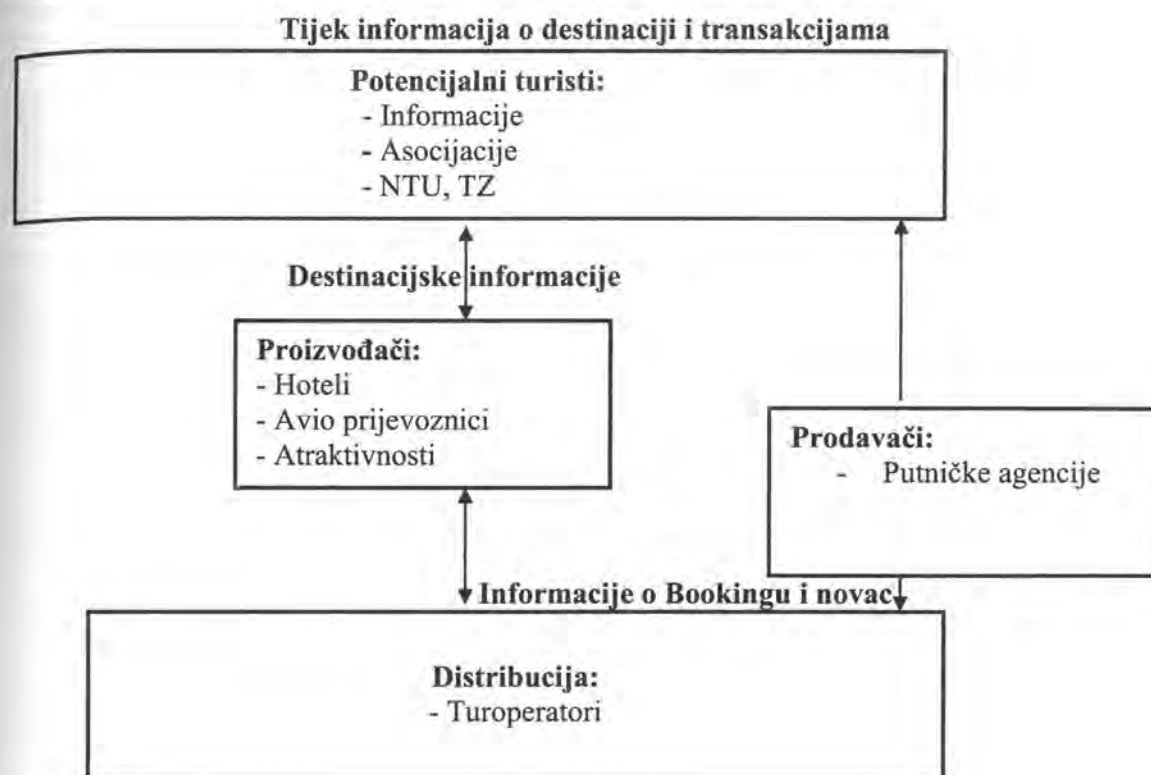 Tijek informacija o destinaciji i transakcijama
Potencijalni turisti:
- Informacije
- Asocijacije
- NTU, TZ
Destinacijske informacije
Proizvođači:
- Hoteli
- Avio prijevoznici
- Atraktivnosti
Prodavači:
- Putničke agencije
Informacije o Bookingu i novac
Distribucija:
- Turoperatori